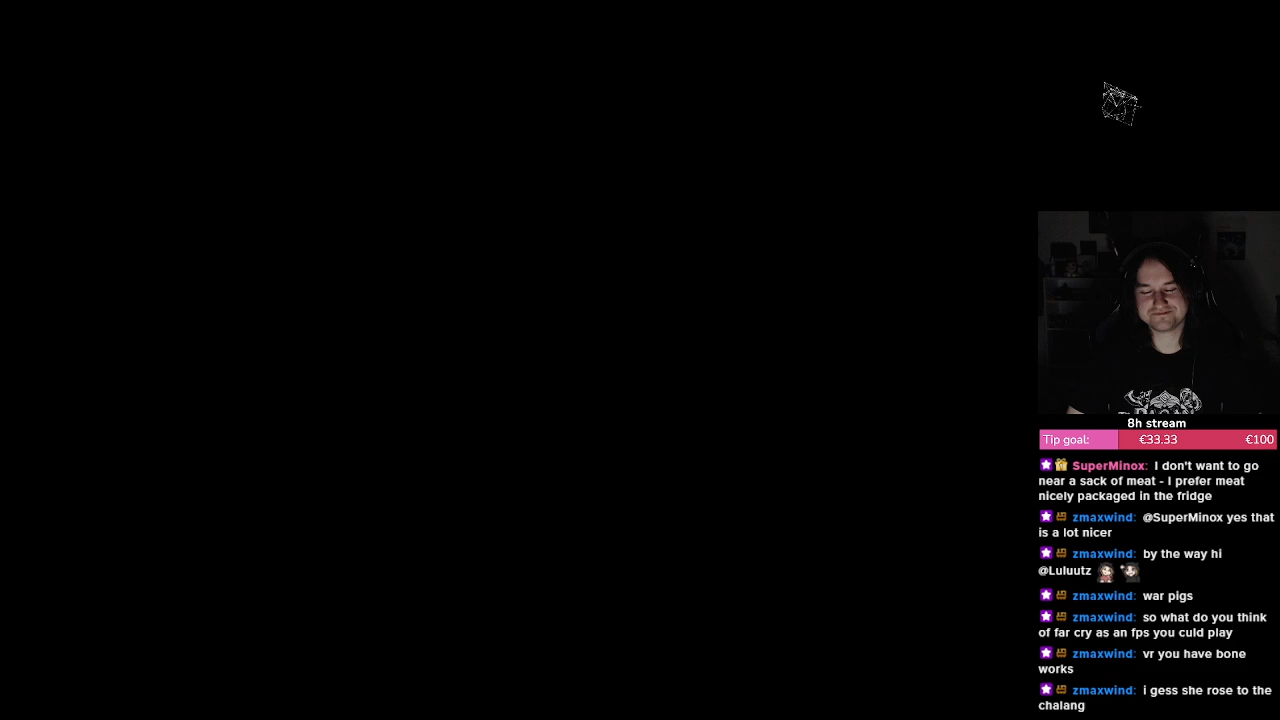 8h stream
Tip goal: €33.33 €100
SuperMinox: I don't want to go
near a sack of meat - I prefer meat
nicely packaged in the fridge
zmaxwind: @SuperMinox yes that
is a lot nicer
zmaxwind: by the way hi
@Luluutz
zmaxwind: war pigs
zmaxwind: so what do you think
of far cry as an fps you culd play
zmaxwind: vr you have bone
works
zmaxwind: i gess she rose to the
chalang